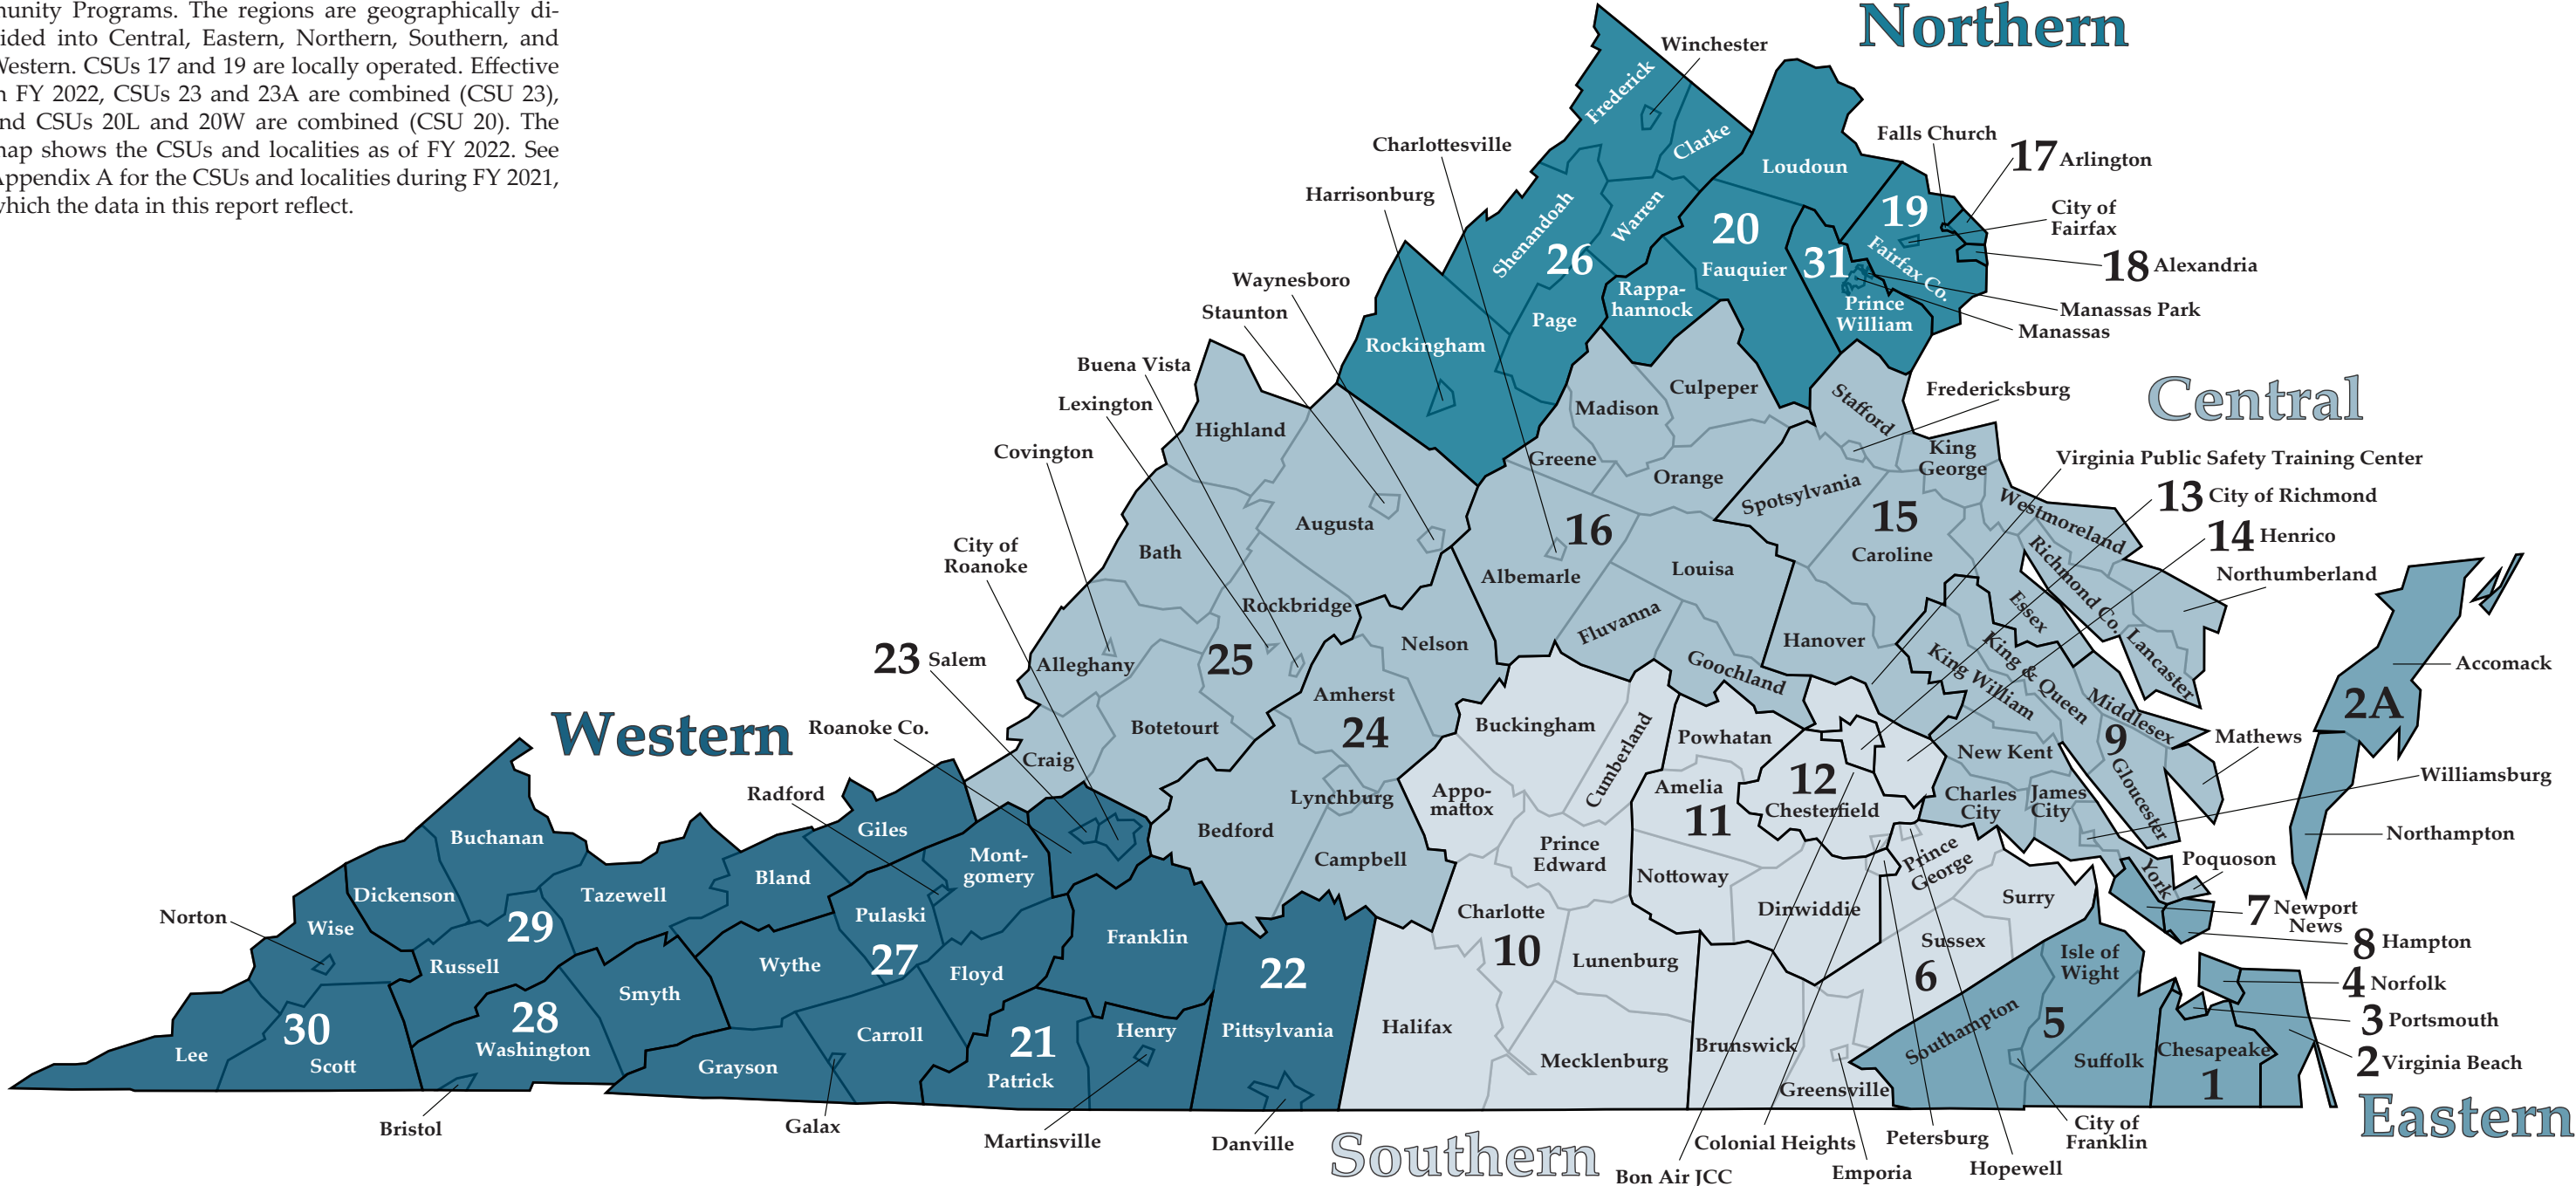 munity Programs. The regions are geographically di-
ided into Central, Eastern, Northern, Southern, and
Western. CSUs 17 and 19 are locally operated. Effective
n FY 2022, CSUs 23 and 23A are combined (CSU 23),
nd CSUs 20L and 20W are combined (CSU 20). The
map shows the CSUs and localities as of FY 2022. See
Appendix A for the CSUs and localities during FY 2021,
which the data in this report reflect.
Northern
Winchester
Frederick
Clarke
Charlottesville
Harrisonburg
Loudoun
Falls Church
17 Arlington
19
City of
Fairfax
Fairfax Co.
18 Alexandria
Shenandoah
Warren
26
20
Fauquier
31
Rappa-
hannock
Prince
William
Manassas Park
Manassas
Page
Rockingham
Waynesboro
Staunton
Buena Vista
Lexington
Covington
City of
Roanoke
Central
Culpeper
Madison
Stafford
Fredericksburg
Highland
Greene
Orange
King
George
Virginia Public Safety Training Center
13 City of Richmond
14 Henrico
Northumberland
Spotsylvania
Westmoreland
Augusta
16
15
Caroline
Bath
Albemarle
Louisa
Richmond Co.
Rockbridge
Fluvanna
Essex
Nelson
Hanover
Lancaster
Accomack
2A
23 Salem
Alleghany
25
Goochland
King & Queen
King William
Amherst
24
Botetourt
Buckingham
Cumberland
Powhatan
Middlesex
9
Mathews
Western
Roanoke Co.
Craig
New Kent
Gloucester
Williamsburg
Radford
Lynchburg
Appo-
mattox
Amelia
11
12
Chesterfield
Charles
City
James
City
Northampton
Buchanan
Giles
Bedford
Campbell
Prince
Edward
Nottoway
Prince
George
York
Poquoson
Mont-
gomery
Bland
Tazewell
Dickenson
Norton
Wise
29
Pulaski
Franklin
Charlotte
10
Dinwiddie
Surry
7 Newport
News
8 Hampton
Russell
Wythe
27
Floyd
22
Lunenburg
Sussex
6
Isle of
Wight
4 Norfolk
Smyth
28
Washington
30
Lee
Scott
Carroll
Grayson
21
Patrick
Henry
Pittsylvania
Halifax
Mecklenburg
Brunswick
Greensville
Southampton
5
Suffolk
Chesapeake
1
3 Portsmouth
2 Virginia Beach
Eastern
Bristol
Galax
Martinsville
Danville
Southern
Bon Air JCC
Colonial Heights
Emporia
Petersburg
Hopewell
City of
Franklin